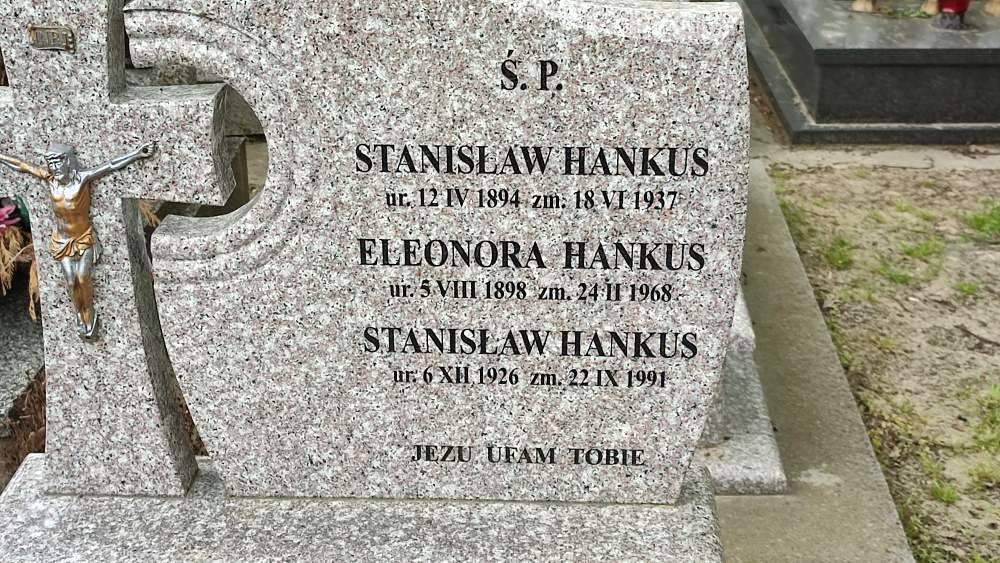 Ś. P.
STANISŁAW HANKUS
ur. 12 IV 1894 zm. 18 VI 1937
ELEONORA HANKUS
ur. 5 VIII 1898 zm. 24 II 1968
STANISŁAW HANKUS
ur. 6 XII 1926 zm. 22 IX 1991
JEZU UFAM TOBIE